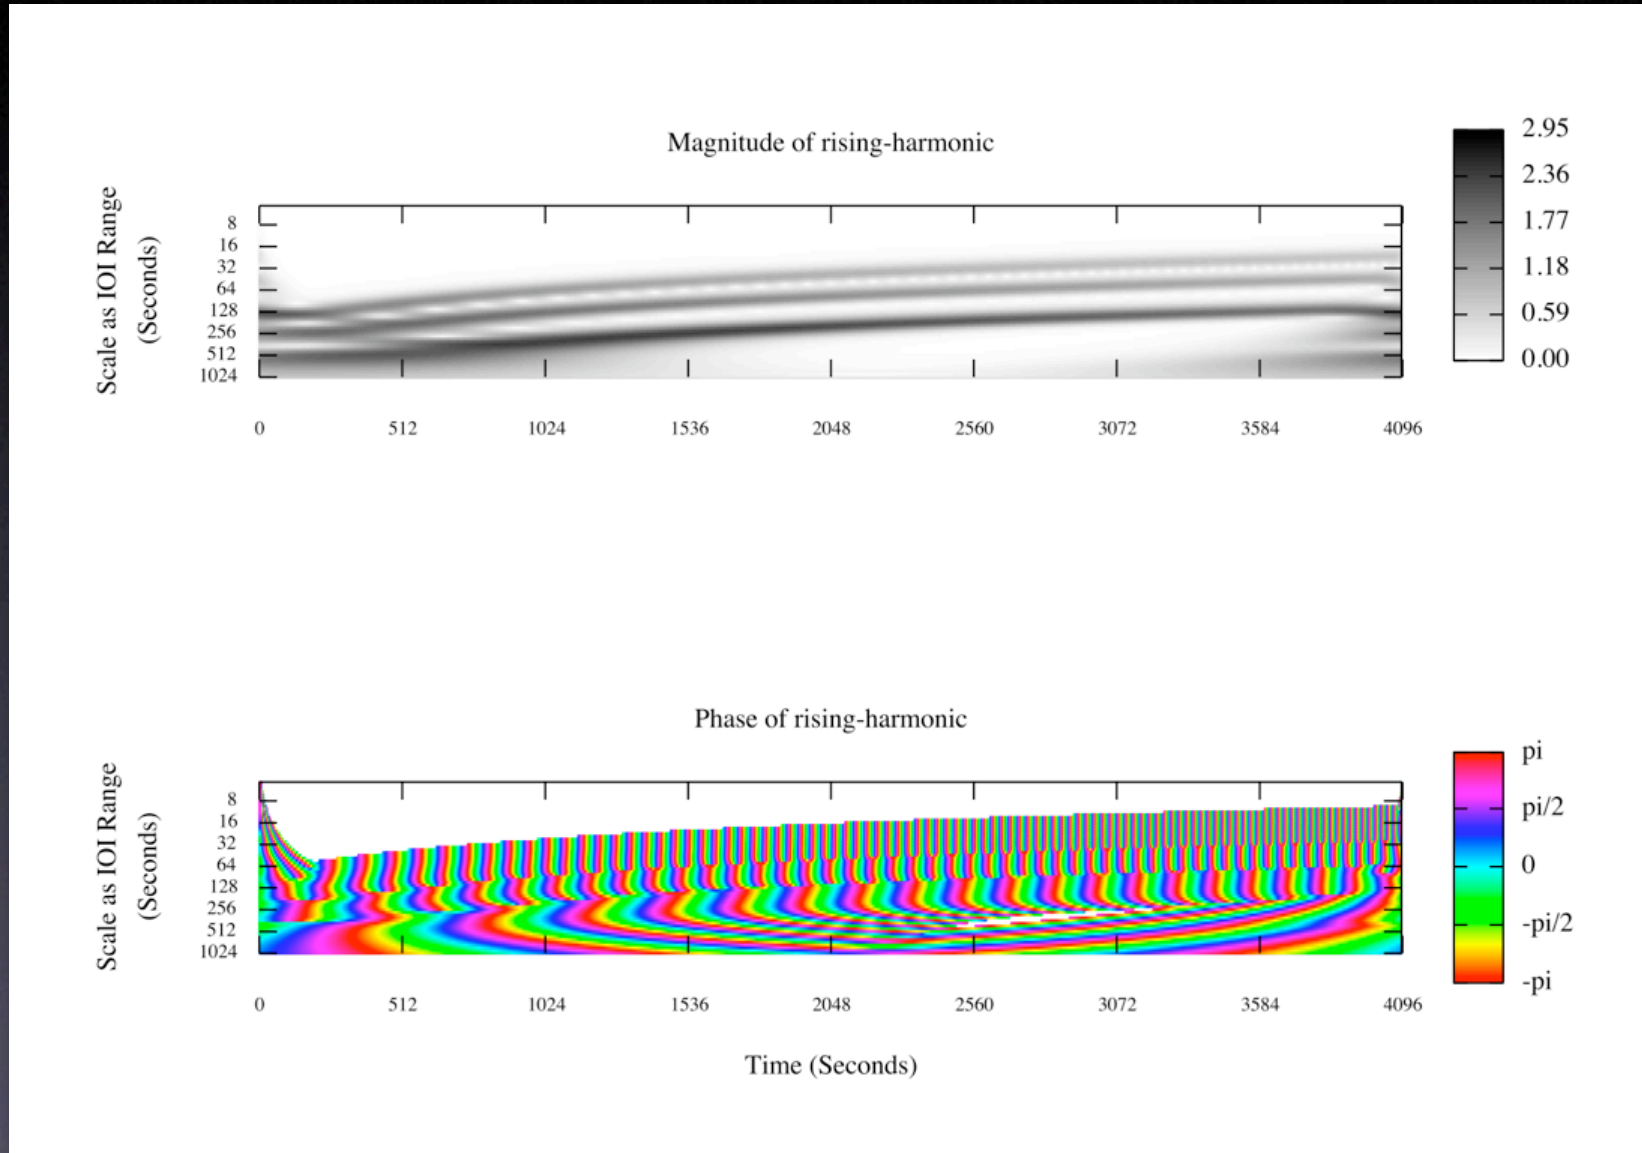 Magnitude of rising-harmonic
Scale as IOI Range
(Seconds)
8
16
32
64
128
256
512
1024
0 512 1024 1536 2048 2560 3072 3584 4096
2.95
2.36
1.77
1.18
0.59
0.00
Phase of rising-harmonic
Scale as IOI Range
(Seconds)
8
16
32
64
128
256
512
1024
0 512 1024 1536 2048 2560 3072 3584 4096
Time (Seconds)
pi
pi/2
0
-pi/2
-pi